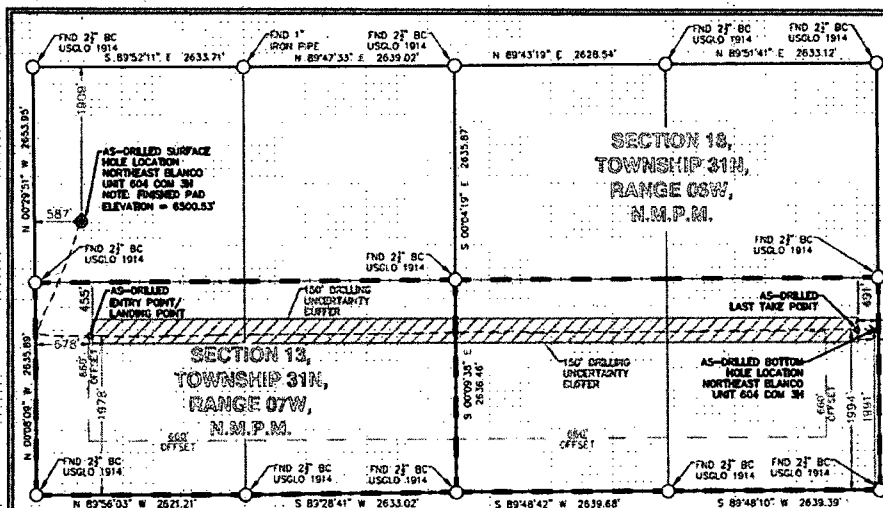 FND 2½" BC
USGLO 1914
S 89°52'11" E 2633.71'
FND 1"
IRON PIPE
N 89°47'33" E 2639.02'
FND 2½" BC
USGLO 1914
N 89°43'19" E 2628.54'
FND 2½" BC
USGLO 1914
N 89°51'41" E 2633.12'
FND 2½" BC
USGLO 1914
N 00°29'51" W 2653.95'
1909'
AS-DRILLED SURFACE
HOLE LOCATION
NORTHEAST BLANCO
UNIT 604 COM 3H
NOTE: FINISHED PAD
ELEVATION = 6500.53'
587'
S 00°04'19" E 2635.87'
SECTION 18,
TOWNSHIP 31N,
RANGE 06W,
N.M.P.M.
FND 2½" BC
USGLO 1914
FND 2½" BC
USGLO 1914
FND 2½" BC
USGLO 1914
455'
AS-DRILLED
ENTRY POINT/
LANDING POINT
150' DRILLING
UNCERTAINTY
BUFFER
AS-DRILLED
LAST TAKE POINT
491'
678'
N 00°08'09" W 2635.89'
660'
OFFSET
1978'
SECTION 13,
TOWNSHIP 31N,
RANGE 07W,
N.M.P.M.
S 00°09'38" E
2636.46'
150' DRILLING
UNCERTAINTY
BUFFER
AS-DRILLED BOTTOM
HOLE LOCATION
NORTHEAST BLANCO
UNIT 604 COM 3H
660'
OFFSET
660'
OFFSET
660'
OFFSET
1994'
1991'
FND 2½" BC
USGLO 1914
FND 2½" BC
USGLO 1914
FND 2½" BC
USGLO 1914
FND 2½" BC
USGLO 1914
FND 2½" BC
USGLO 1914
N 89°56'03" W 2621.21'
S 89°28'41" W 2633.02'
S 89°48'42" W 2639.68'
S 89°48'10" W 2639.39'